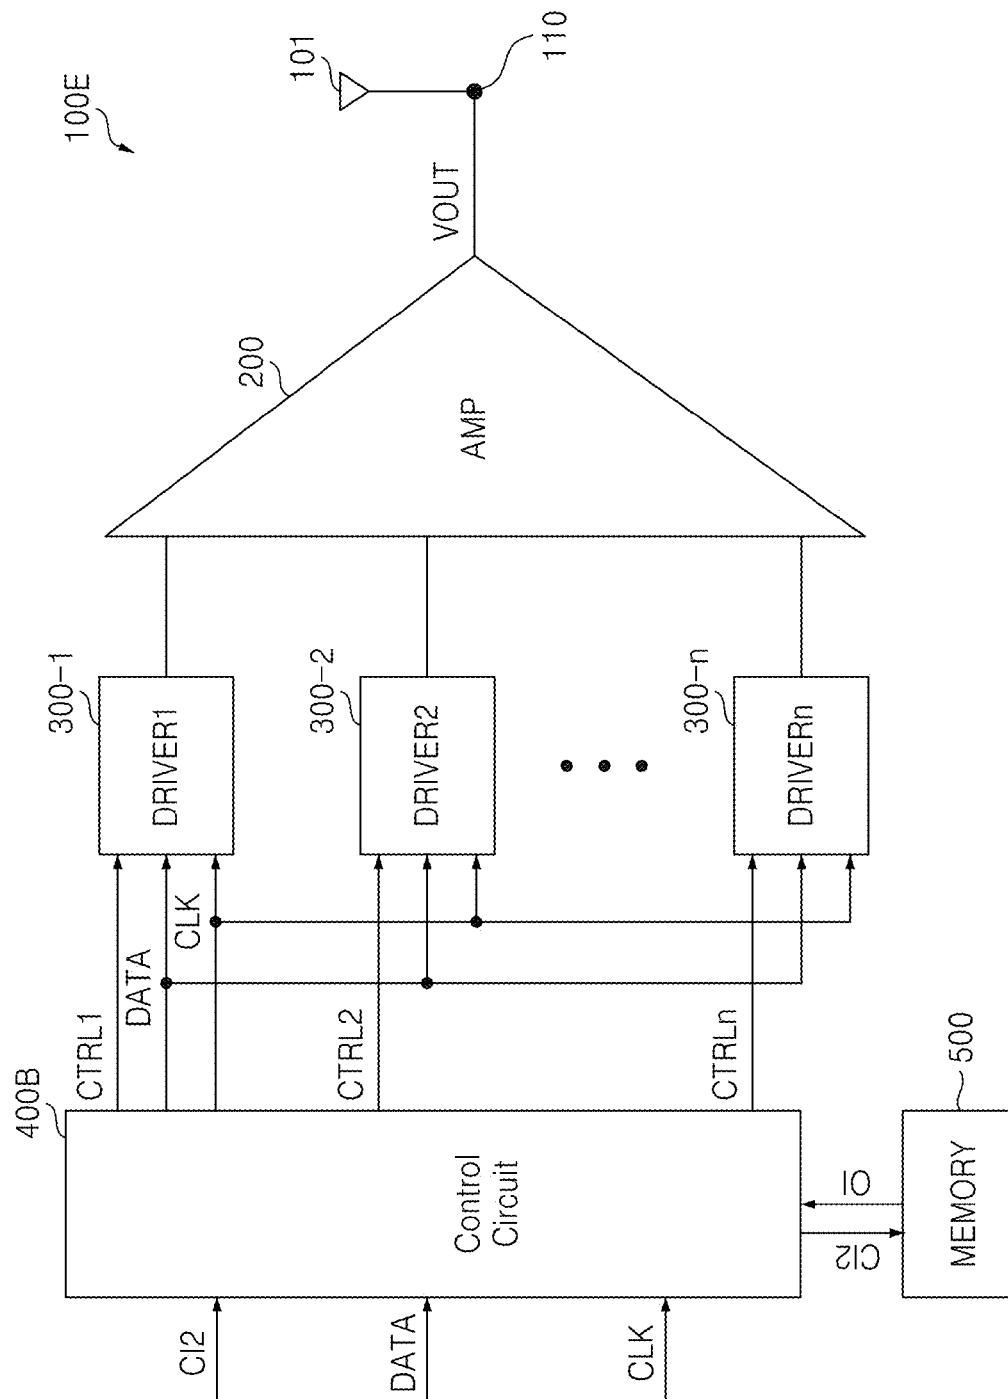 100E
101
110
VOUT
200
AMP
300-1
DRIVER1
300-2
DRIVER2
300-n
DRIVERn
CTRL1
DATA
CLK
CTRL2
CTRLn
400B
Control
Circuit
CI2
DATA
CLK
OI
CI2
500
MEMORY